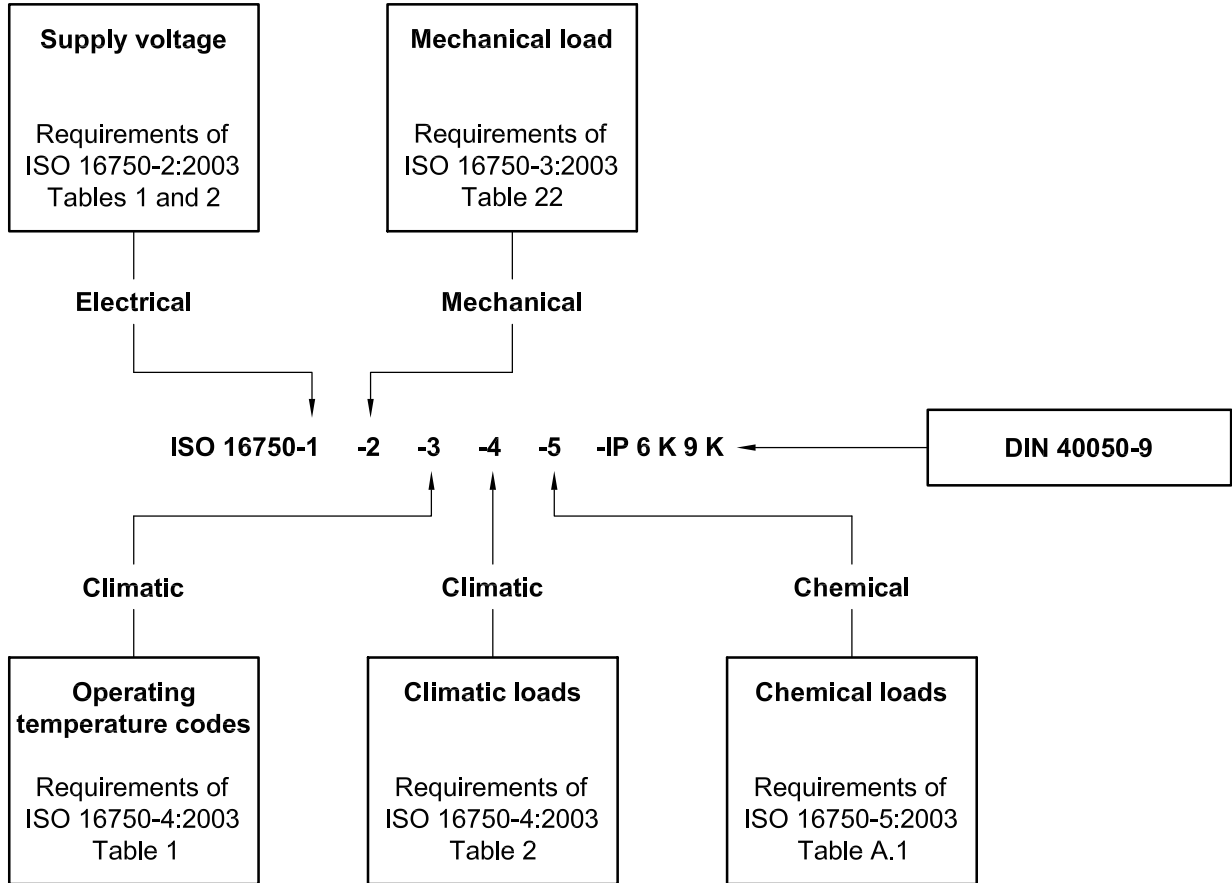 Supply voltage
Requirements of
ISO 16750-2:2003
Tables 1 and 2
Mechanical load
Requirements of
ISO 16750-3:2003
Table 22
Electrical
Mechanical
ISO 16750-1 -2 -3 -4 -5 -IP 6 K 9 K
DIN 40050-9
Climatic
Climatic
Chemical
Operating
temperature codes
Requirements of
ISO 16750-4:2003
Table 1
Climatic loads
Requirements of
ISO 16750-4:2003
Table 2
Chemical loads
Requirements of
ISO 16750-5:2003
Table A.1